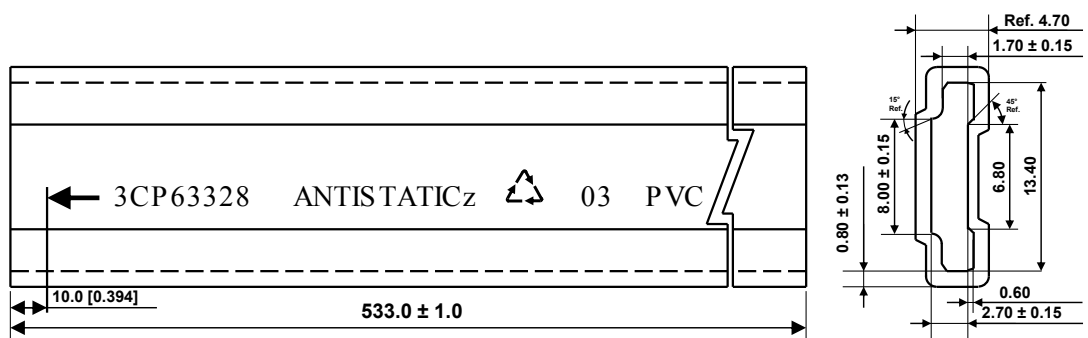 Ref. 4.70
1.70 ± 0.15
15°
Ref.
45°
Ref.
3CP63328 ANTISTATICz 03 PVC
8.00 ± 0.15
6.80
13.40
0.80 ± 0.13
10.0 [0.394]
533.0 ± 1.0
0.60
2.70 ± 0.15